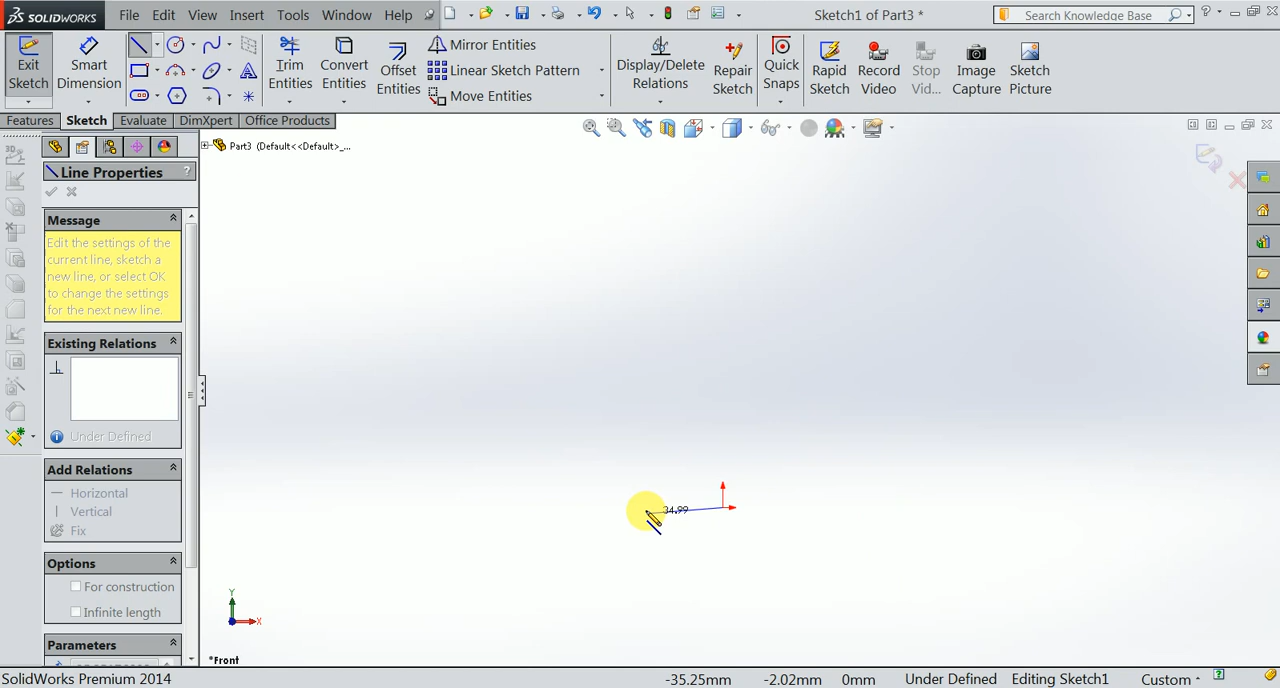 SOLIDWORKS File Edit View Insert Tools Window Help Sketch1 of Part3 * Search Knowledge Base ?
Exit Sketch
Smart Dimension
Trim Entities
Convert Entities
Offset Entities
Mirror Entities
Linear Sketch Pattern
Move Entities
Display/Delete Relations
Repair Sketch
Quick Snaps
Rapid Sketch
Record Video
Stop Vid...
Image Capture
Sketch Picture
Features Sketch Evaluate DimXpert Office Products
Part3 (Default<<Default>_...
Line Properties ?
Message
Edit the settings of the
current line, sketch a
new line, or select OK
to change the settings
for the next new line.
Existing Relations
Under Defined
Add Relations
Horizontal
Vertical
Fix
Options
For construction
Infinite length
Parameters
34.99
Y
X
*Front
SolidWorks Premium 2014 -35.25mm -2.02mm 0mm Under Defined Editing Sketch1 Custom